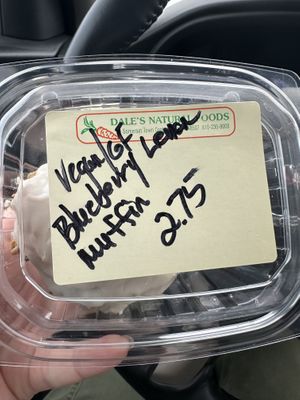 DALE'S NATURAL FOODS
Vegan/GF
Blueberry/Lemon
Muffin
2.75